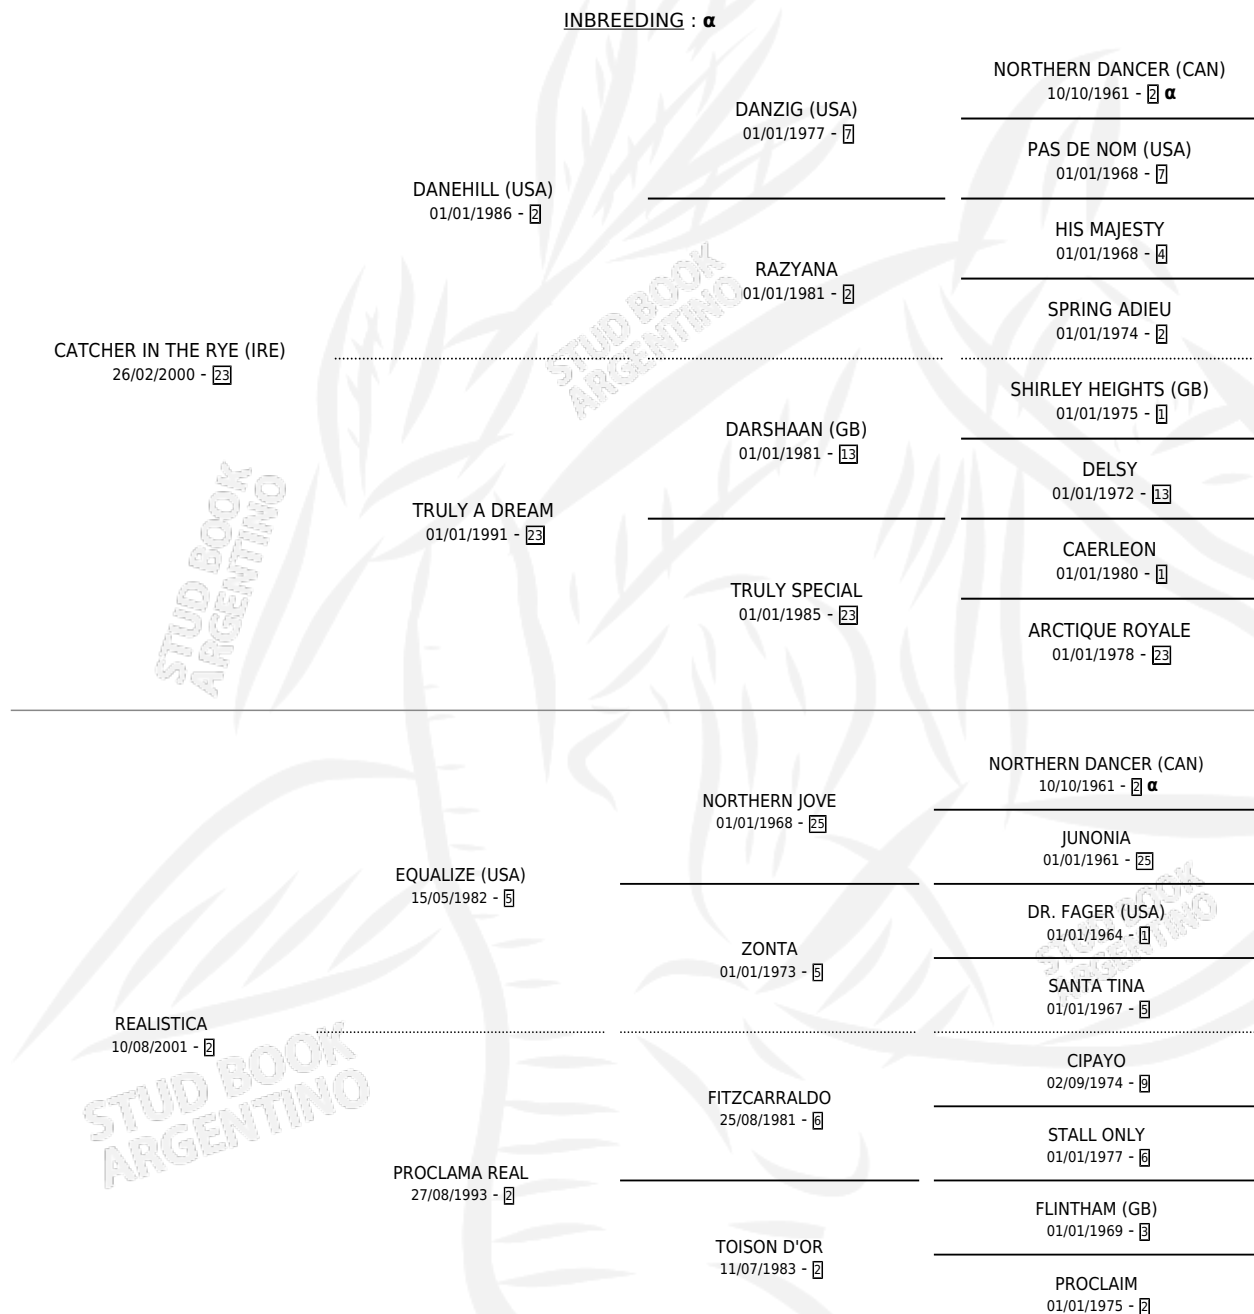 INBREEDING : α
NORTHERN DANCER (CAN)
10/10/1961 - 2 α
DANZIG (USA)
01/01/1977 - 7
PAS DE NOM (USA)
01/01/1968 - 7
DANEHILL (USA)
01/01/1986 - 2
HIS MAJESTY
01/01/1968 - 4
RAZYANA
01/01/1981 - 2
SPRING ADIEU
01/01/1974 - 2
CATCHER IN THE RYE (IRE)
26/02/2000 - 23
SHIRLEY HEIGHTS (GB)
01/01/1975 - 1
DARSHAAN (GB)
01/01/1981 - 13
DELSY
01/01/1972 - 13
TRULY A DREAM
01/01/1991 - 23
CAERLEON
01/01/1980 - 1
TRULY SPECIAL
01/01/1985 - 23
ARCTIQUE ROYALE
01/01/1978 - 23
NORTHERN DANCER (CAN)
10/10/1961 - 2 α
NORTHERN JOVE
01/01/1968 - 25
JUNONIA
01/01/1961 - 25
EQUALIZE (USA)
15/05/1982 - 5
DR. FAGER (USA)
01/01/1964 - 1
ZONTA
01/01/1973 - 5
SANTA TINA
01/01/1967 - 5
REALISTICA
10/08/2001 - 2
CIPAYO
02/09/1974 - 9
FITZCARRALDO
25/08/1981 - 6
STALL ONLY
01/01/1977 - 6
PROCLAMA REAL
27/08/1993 - 2
FLINTHAM (GB)
01/01/1969 - 3
TOISON D'OR
11/07/1983 - 2
PROCLAIM
01/01/1975 - 2
STUD BOOK
ARGENTINO
STUD BOOK
ARGENTINO
STUD BOOK
ARGENTINO
STUD BOOK
ARGENTINO